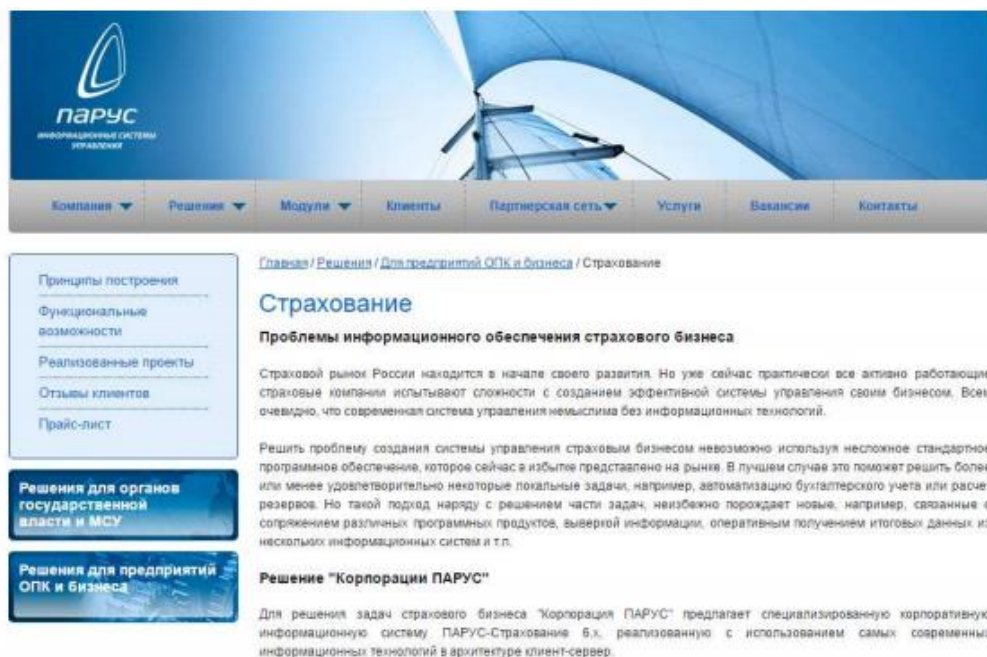 ПАРУС
ИНФОРМАЦИОННЫЕ СИСТЕМЫ
УПРАВЛЕНИЯ
Компания Решения Модули Клиенты Партнерская сеть Услуги Вакансии Контакты
Принципы построения
Функциональные
возможности
Реализованные проекты
Отзывы клиентов
Прайс-лист
Решения для органов
государственной
власти и МСУ
Решения для предприятий
ОПК и бизнеса
Главная / Решения / Для предприятий ОПК и бизнеса / Страхование
Страхование
Проблемы информационного обеспечения страхового бизнеса
Страховой рынок России находится в начале своего развития. Но уже сейчас практически все активно работающие
страховые компании испытывают сложности с созданием эффективной системы управления своим бизнесом. Всем
очевидно, что современная система управления немыслима без информационных технологий.
Решить проблему создания системы управления страховым бизнесом невозможно используя несложное стандартное
программное обеспечение, которое сейчас в избытке представлено на рынке. В лучшем случае это поможет решить более
или менее удовлетворительно некоторые локальные задачи, например, автоматизацию бухгалтерского учета или расчет
резервов. Но такой подход наряду с решением части задач, неизбежно порождает новые, например, связанные с
сопряжением различных программных продуктов, выверкой информации, оперативным получением итоговых данных из
нескольких информационных систем и т.п.
Решение "Корпорации ПАРУС"
Для решения задач страхового бизнеса "Корпорация ПАРУС" предлагает специализированную корпоративную
информационную систему ПАРУС-Страхование 6.х, реализованную с использованием самых современных
информационных технологий в архитектуре клиент-сервер.